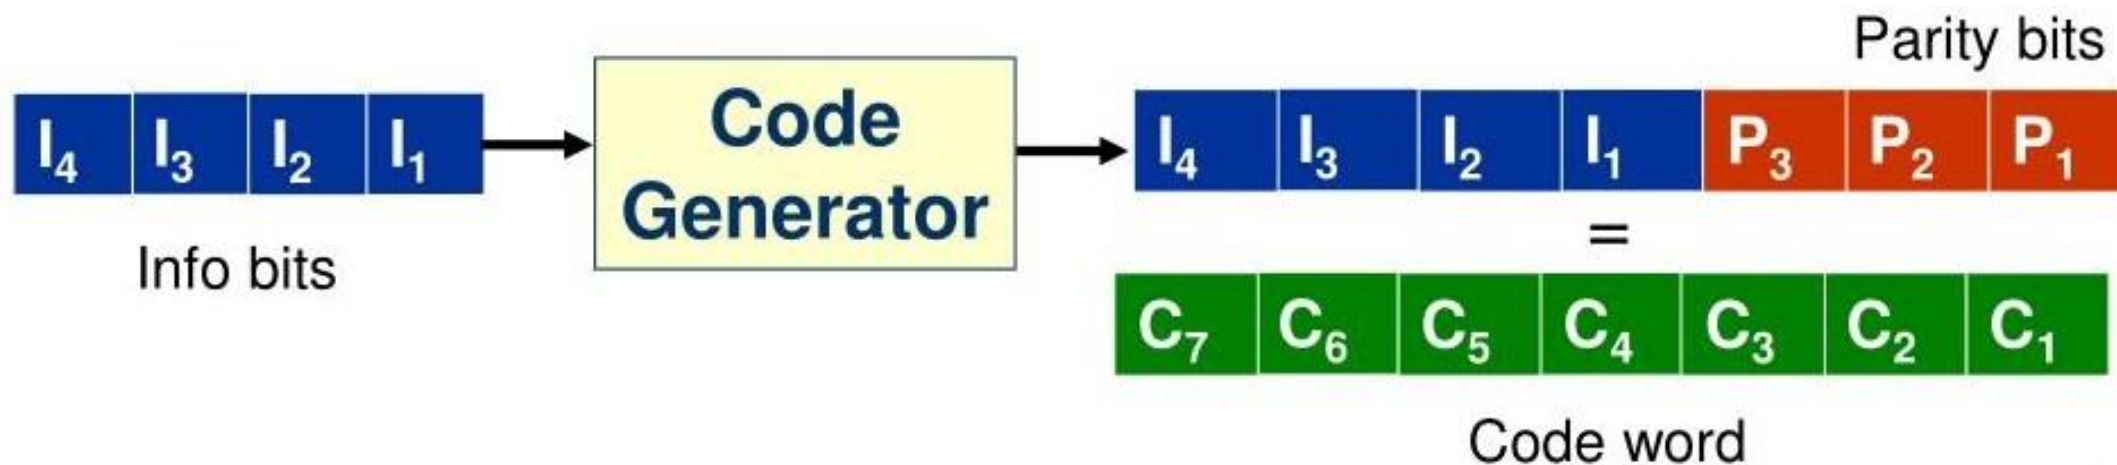 Parity bits
I₄ I₃ I₂ I₁
Code
Generator
I₄ I₃ I₂ I₁ P₃ P₂ P₁
=
Info bits
C₇ C₆ C₅ C₄ C₃ C₂ C₁
Code word